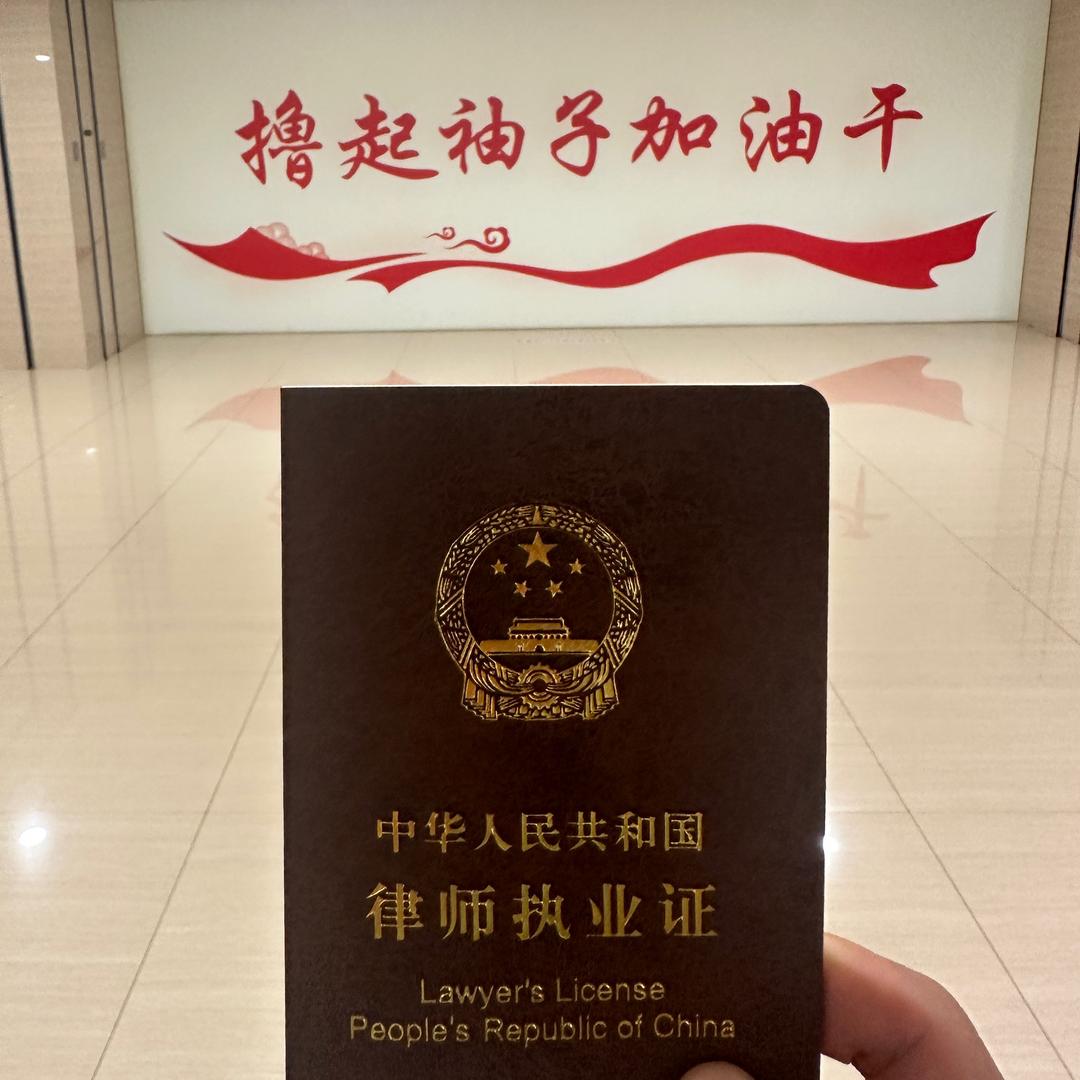 撸起袖子加油干
中华人民共和国
律师执业证
Lawyer's License
People's Republic of China